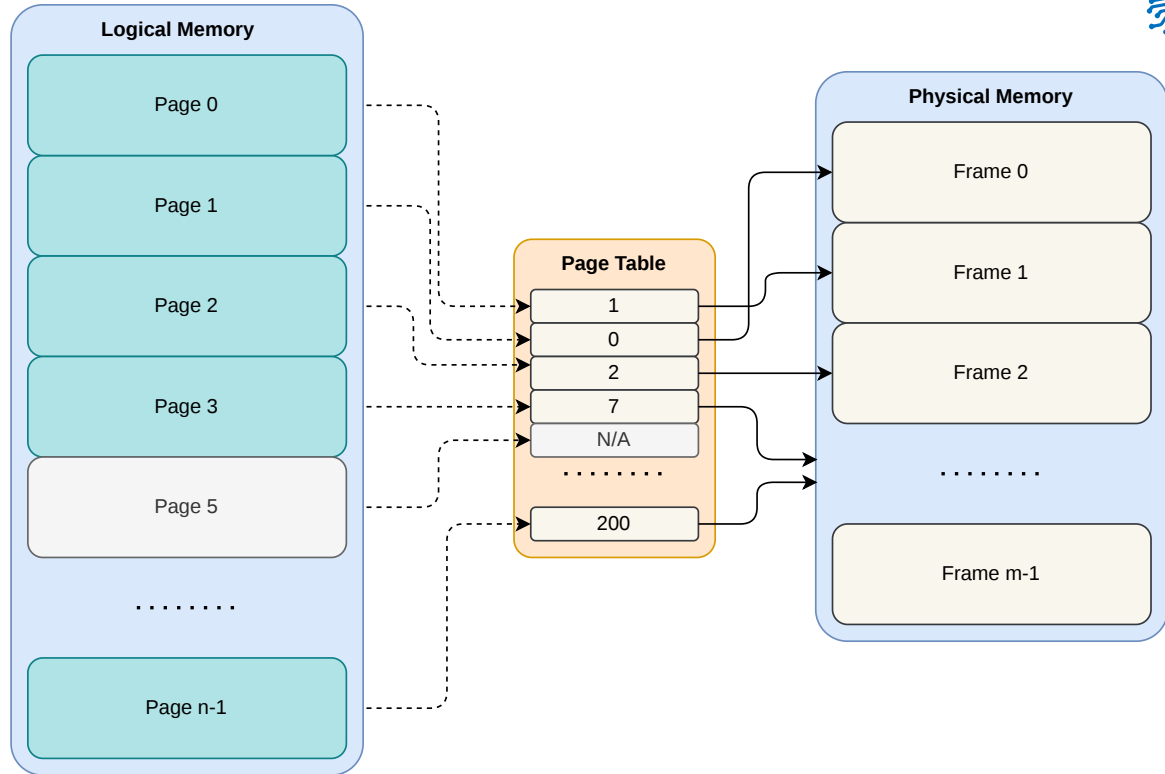 Logical Memory
Page 0
Page 1
Page 2
Page 3
Page 5
. . . . . . . .
Page n-1
Page Table
1
0
2
7
N/A
. . . . . . . .
200
Physical Memory
Frame 0
Frame 1
Frame 2
. . . . . . . .
Frame m-1